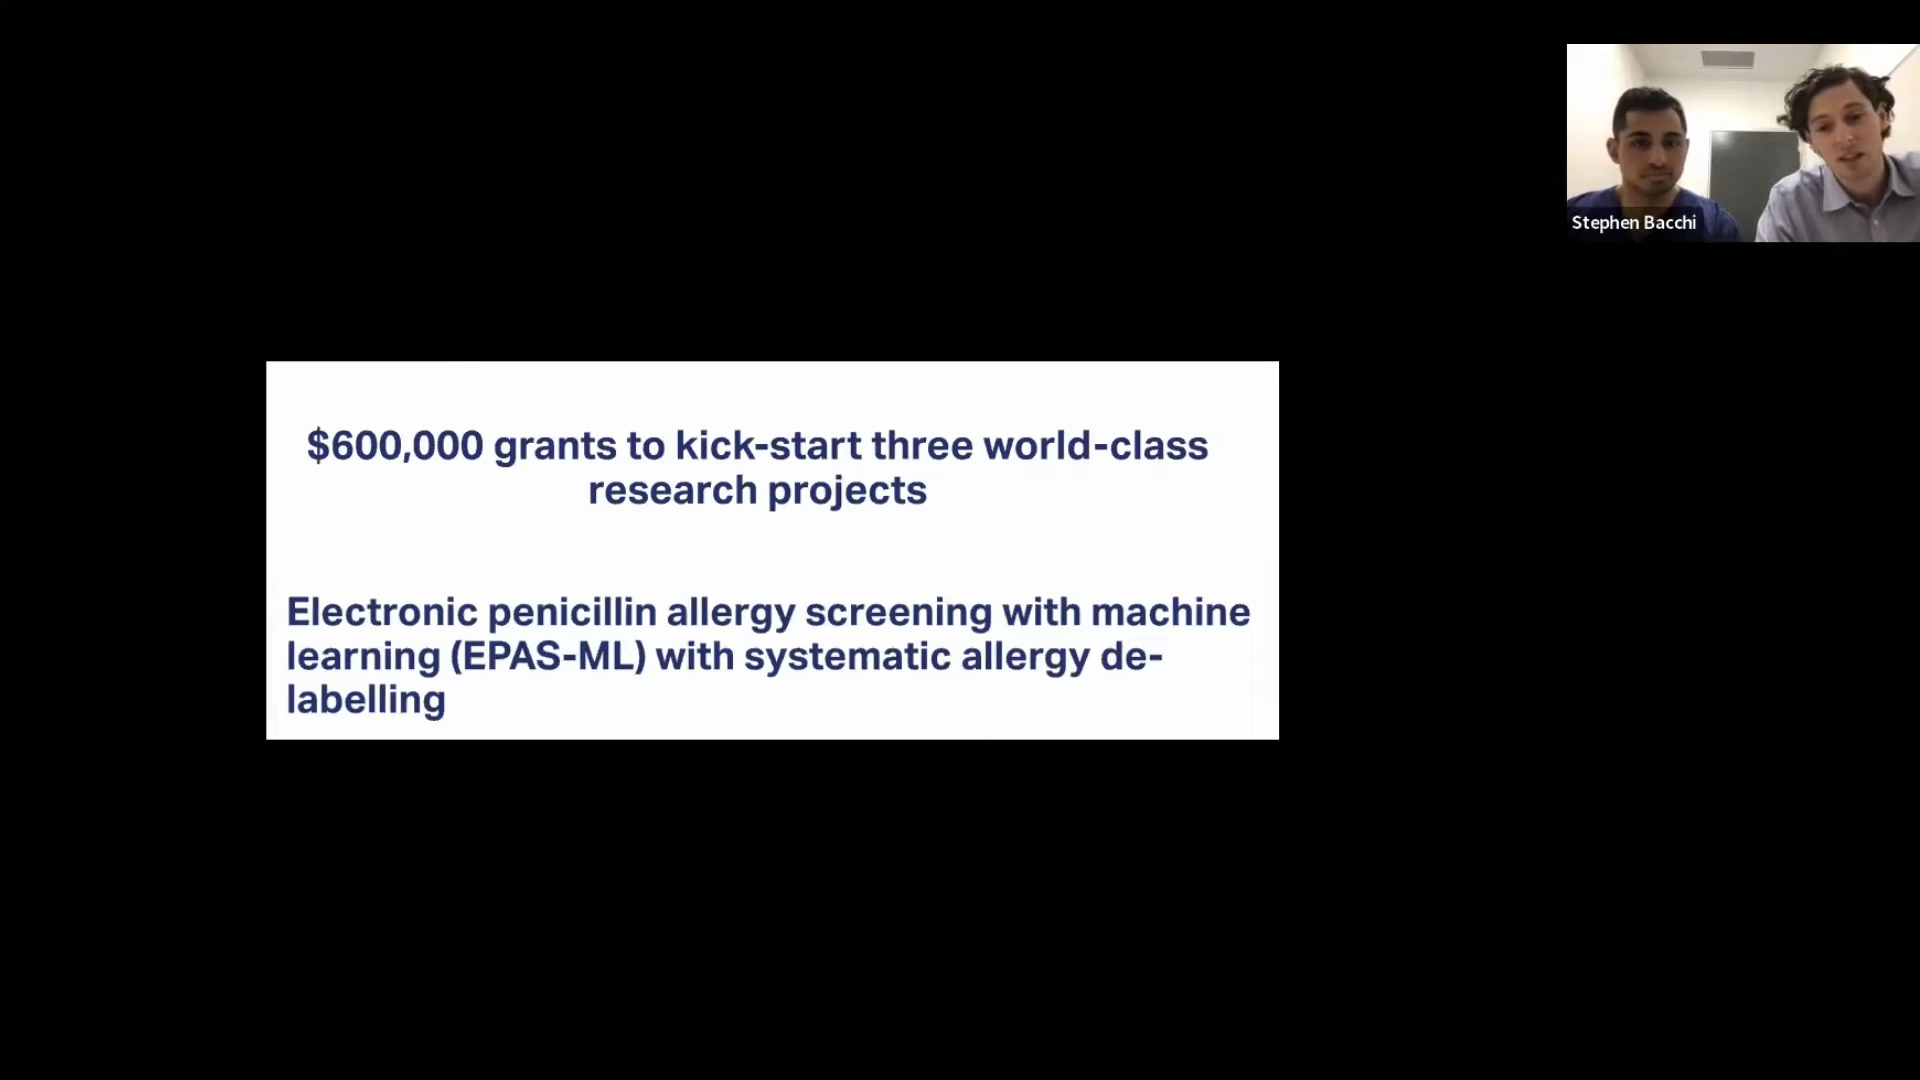 Stephen Bacchi
$600,000 grants to kick-start three world-class
research projects
Electronic penicillin allergy screening with machine
learning (EPAS-ML) with systematic allergy de-
labelling